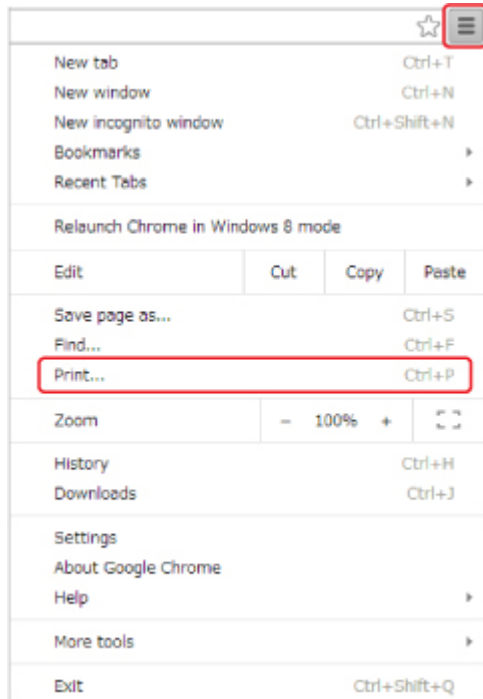 New tab Ctrl+T
New window Ctrl+N
New incognito window Ctrl+Shift+N
Bookmarks
Recent Tabs
Relaunch Chrome in Windows 8 mode
Edit Cut Copy Paste
Save page as... Ctrl+S
Find... Ctrl+F
Print... Ctrl+P
Zoom − 100% +
History Ctrl+H
Downloads Ctrl+J
Settings
About Google Chrome
Help
More tools
Exit Ctrl+Shift+Q